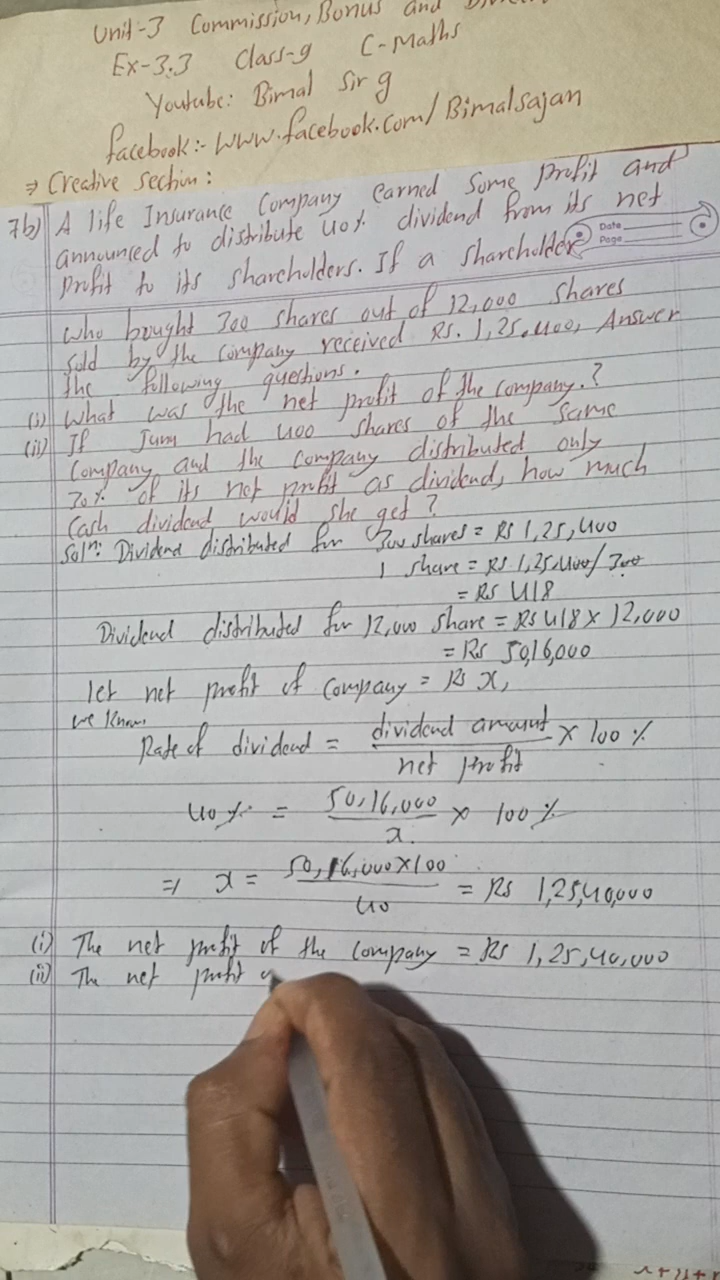 Unit-3 Commission, Bonus and
Ex-3.3 Class-9 C-Maths
Youtube: Bimal Sir g
facebook:- www.facebook.com/Bimalsajan
⇒ Creative section:
7b) A life Insurance Company earned some profit and
announced to distribute 40% dividend from its net
profit to its shareholders. If a shareholder
Date
Page
who bought 300 shares out of 12,000 shares
sold by the company received Rs. 1,25,400, Answer
the following questions.
(i) What was the net profit of the company.?
(ii) If had 400 shares of the same
Company and the company distributed only
30% of its net profit as dividend, how much
Cash dividend would she get?
Solⁿ: Dividend distributed for 300 shares = Rs 1,25,400
1 share = Rs 1,25,400/300
= Rs 418
Dividend distributed for 12,000 share = Rs 418 × 12,000
= Rs 50,16,000
let net profit of company = Rs x,
we know,
Rate of dividend = dividend amount / net profit × 100 %
40 % = 50,16,000 / x × 100 %
⇒ x = 50,16,000 × 100 / 40 = Rs 1,25,40,000
(i) The net profit of the company = Rs 1,25,40,000
(ii) The net profit